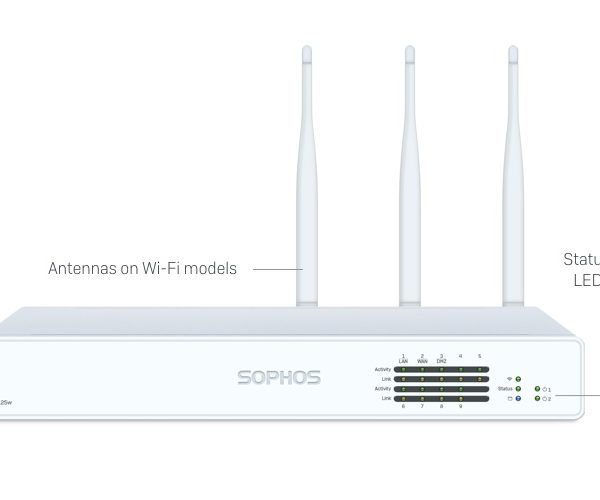 Antennas on Wi-Fi models
Statu
LED
SOPHOS
1 2 3 4 5
LAN WAN DMZ
Activity
Link
Activity
Link
6 7 8 9
Status
1
2
25w